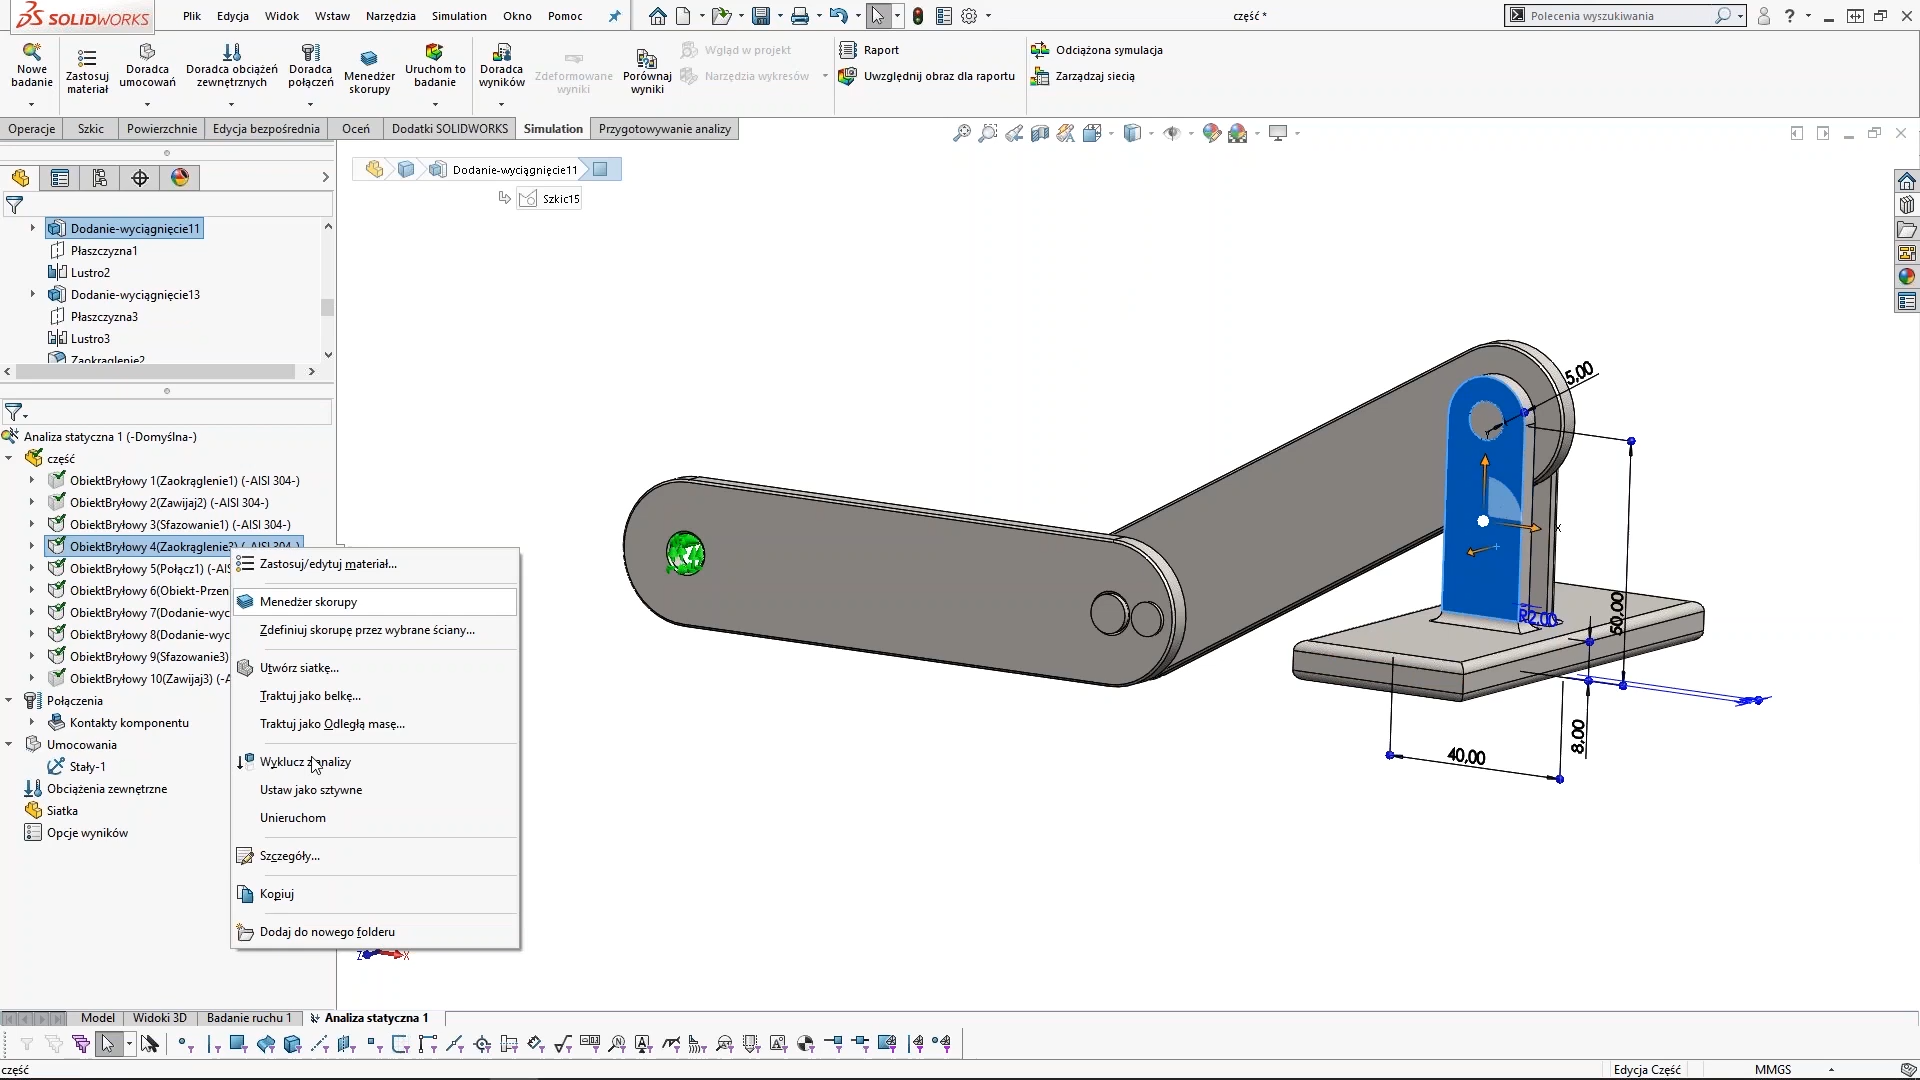 SOLIDWORKS
Plik Edycja Widok Wstaw Narzędzia Simulation Okno Pomoc
część *
Polecenia wyszukiwania
Nowe badanie
Zastosuj materiał
Doradca umocowań
Doradca obciążeń zewnętrznych
Doradca połączeń
Menedżer skorupy
Uruchom to badanie
Doradca wyników
Zdeformowane wyniki
Porównaj wyniki
Wgląd w projekt
Narzędzia wykresów
Raport
Uwzględnij obraz dla raportu
Odciążona symulacja
Zarządzaj siecią
Operacje Szkic Powierzchnie Edycja bezpośrednia Oceń Dodatki SOLIDWORKS Simulation Przygotowywanie analizy
Dodanie-wyciągnięcie11
Szkic15
Dodanie-wyciągnięcie11
Płaszczyzna1
Lustro2
Dodanie-wyciągnięcie13
Płaszczyzna3
Lustro3
Zaokrąglenie2
Analiza statyczna 1 (-Domyślna-)
część
ObiektBryłowy 1(Zaokrąglenie1) (-AISI 304-)
ObiektBryłowy 2(Zawijaj2) (-AISI 304-)
ObiektBryłowy 3(Sfazowanie1) (-AISI 304-)
ObiektBryłowy 4(Zaokrąglenie3) (-AISI 304-)
ObiektBryłowy 5(Połącz1) (-AIS
ObiektBryłowy 6(Obiekt-Przen
ObiektBryłowy 7(Dodanie-wyc
ObiektBryłowy 8(Dodanie-wyc
ObiektBryłowy 9(Sfazowanie3)
ObiektBryłowy 10(Zawijaj3) (-A
Połączenia
Kontakty komponentu
Umocowania
Stały-1
Obciążenia zewnętrzne
Siatka
Opcje wyników
Zastosuj/edytuj materiał...
Menedżer skorupy
Zdefiniuj skorupę przez wybrane ściany...
Utwórz siatkę...
Traktuj jako belkę...
Traktuj jako Odległą masę...
Wyklucz z analizy
Ustaw jako sztywne
Unieruchom
Szczegóły...
Kopiuj
Dodaj do nowego folderu
5,00
Y
X
R2,00
50,00
8,00
40,00
Z X
Model Widoki 3D Badanie ruchu 1 Analiza statyczna 1
część
Edycja Część MMGS